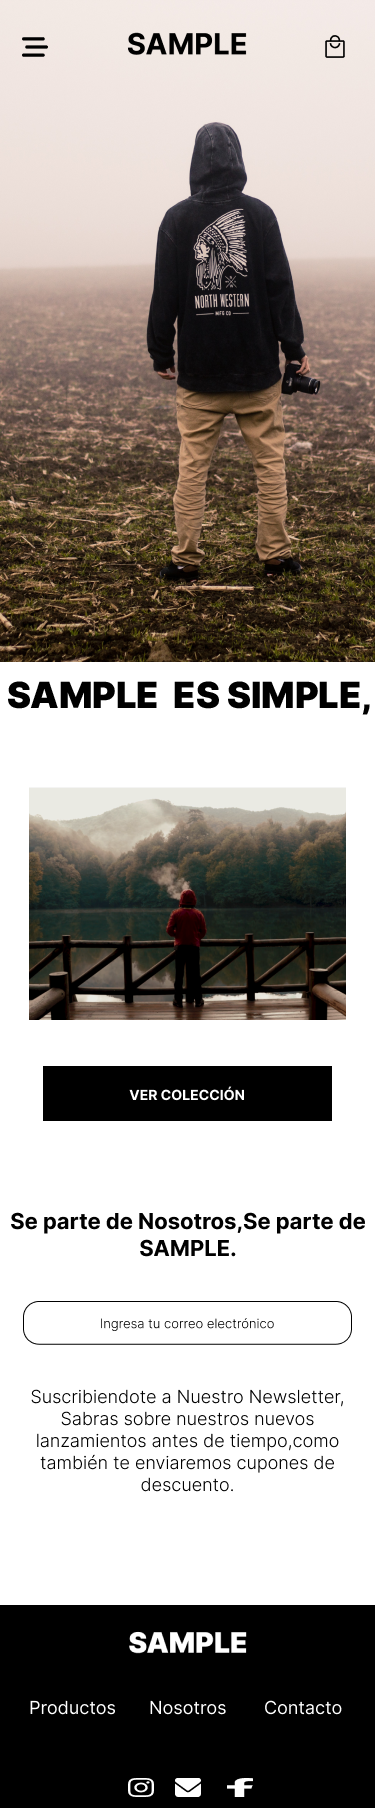 SAMPLE
NORTH WESTERN
MFG CO
SAMPLE ES SIMPLE,
VER COLECCIÓN
Se parte de Nosotros,Se parte de
SAMPLE.
Ingresa tu correo electrónico
Suscribiendote a Nuestro Newsletter,
Sabras sobre nuestros nuevos
lanzamientos antes de tiempo,como
también te enviaremos cupones de
descuento.
SAMPLE
Productos Nosotros Contacto